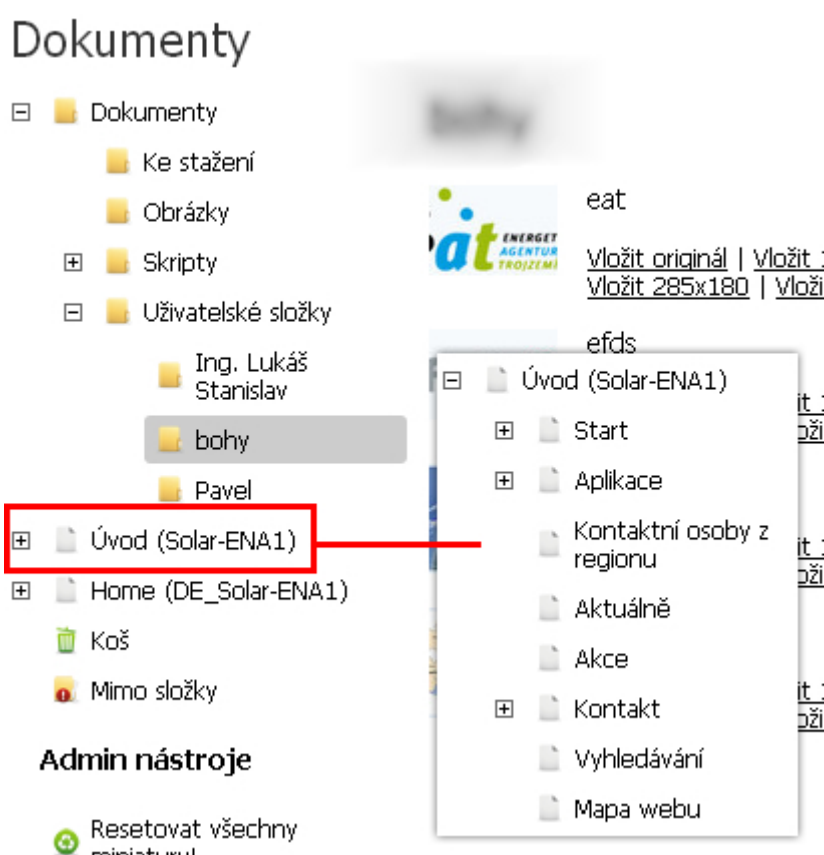 Dokumenty
Dokumenty
Ke stažení
Obrázky
Skripty
Uživatelské složky
Ing. Lukáš
Stanislav
bohy
Pavel
Úvod (Solar-ENA1)
Home (DE_Solar-ENA1)
Koš
Mimo složky
Admin nástroje
Resetovat všechny
bohy
eat
ENERGET
AGENTUR
TROJZEMÍ
Vložit originál | Vložit
Vložit 285x180 |
efds
Úvod (Solar-ENA1)
Start
Aplikace
Kontaktní osoby z
regionu
Aktuálně
Akce
Kontakt
Vyhledávání
Mapa webu